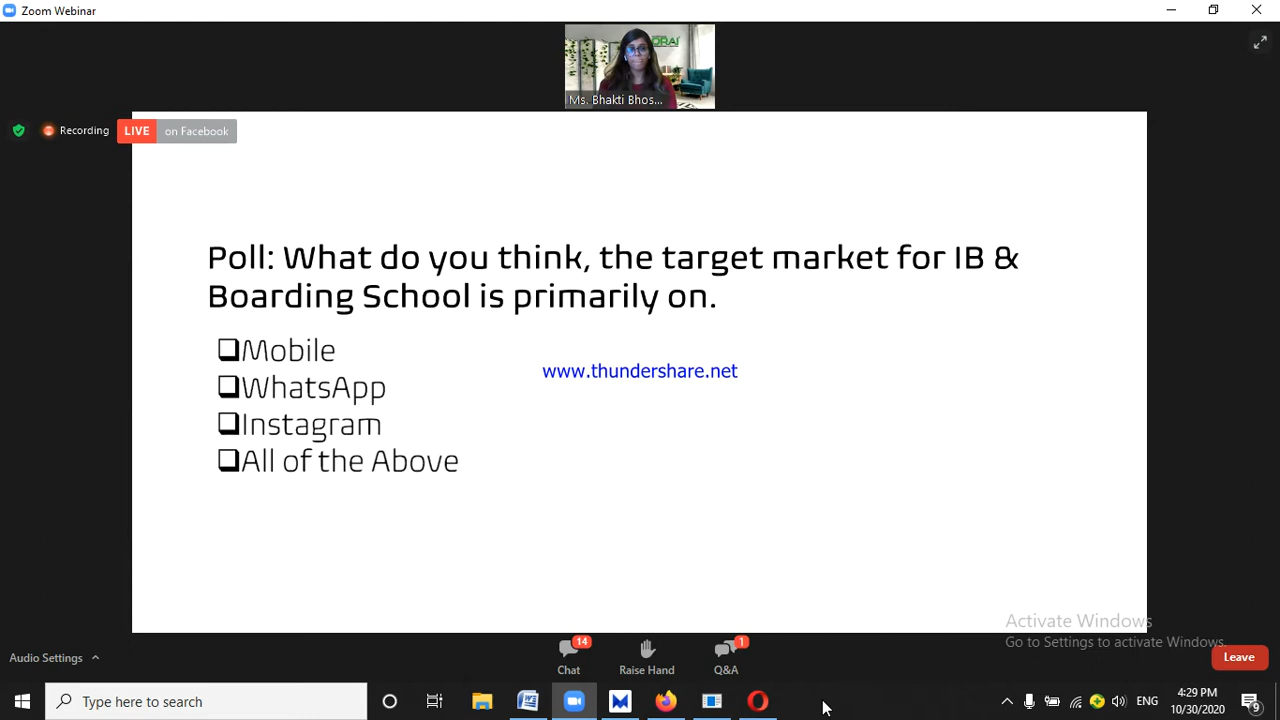 Zoom Webinar
ORAI
Ms. Bhakti Bhos...
Recording
LIVE on Facebook
Poll: What do you think, the target market for IB &
Boarding School is primarily on.
Mobile
WhatsApp
www.thundershare.net
Instagram
All of the Above
Activate Windows
Go to Settings to activate Windows.
Audio Settings
14
Chat
Raise Hand
1
Q&A
Leave
Type here to search
ENG
4:29 PM
10/30/2020
9